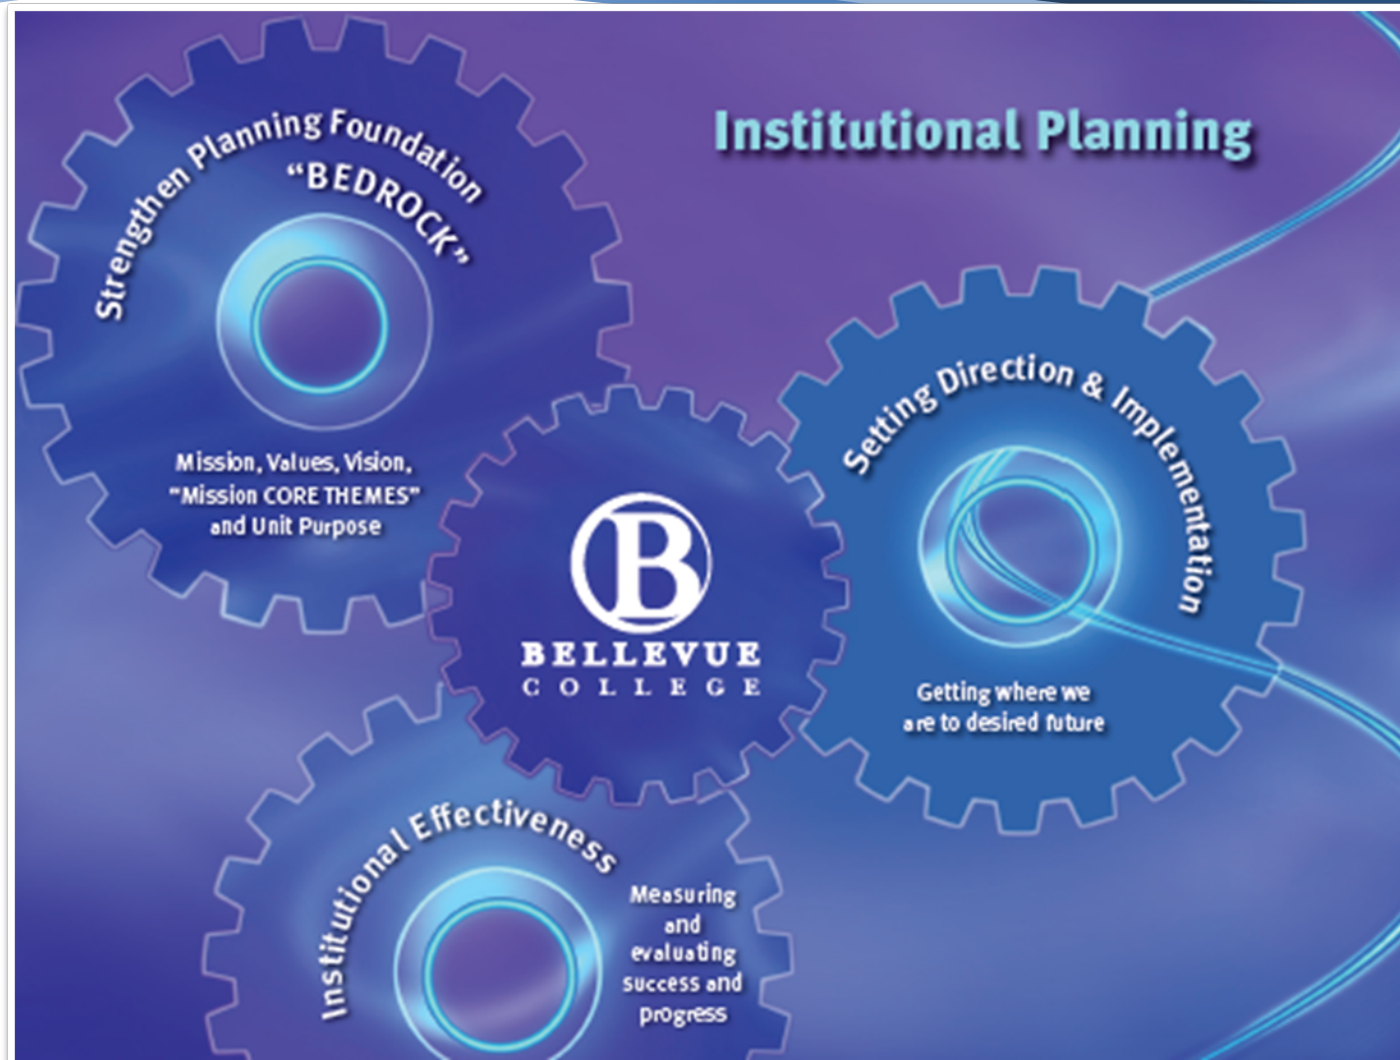 Institutional Planning
Strengthen Planning Foundation
“BEDROCK”
Mission, Values, Vision,
"Mission CORE THEMES"
and Unit Purpose
Setting Direction & Implementation
Getting where we
are to desired future
B
BELLEVUE
COLLEGE
Institutional Effectiveness
Measuring
and
evaluating
success and
progress